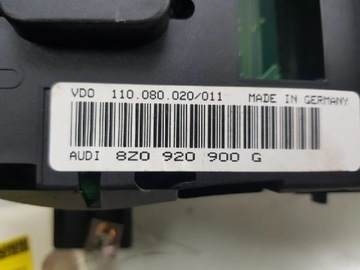 VDO 110.080.020/011 MADE IN GERMANY
AUDI 8Z0 920 900 G